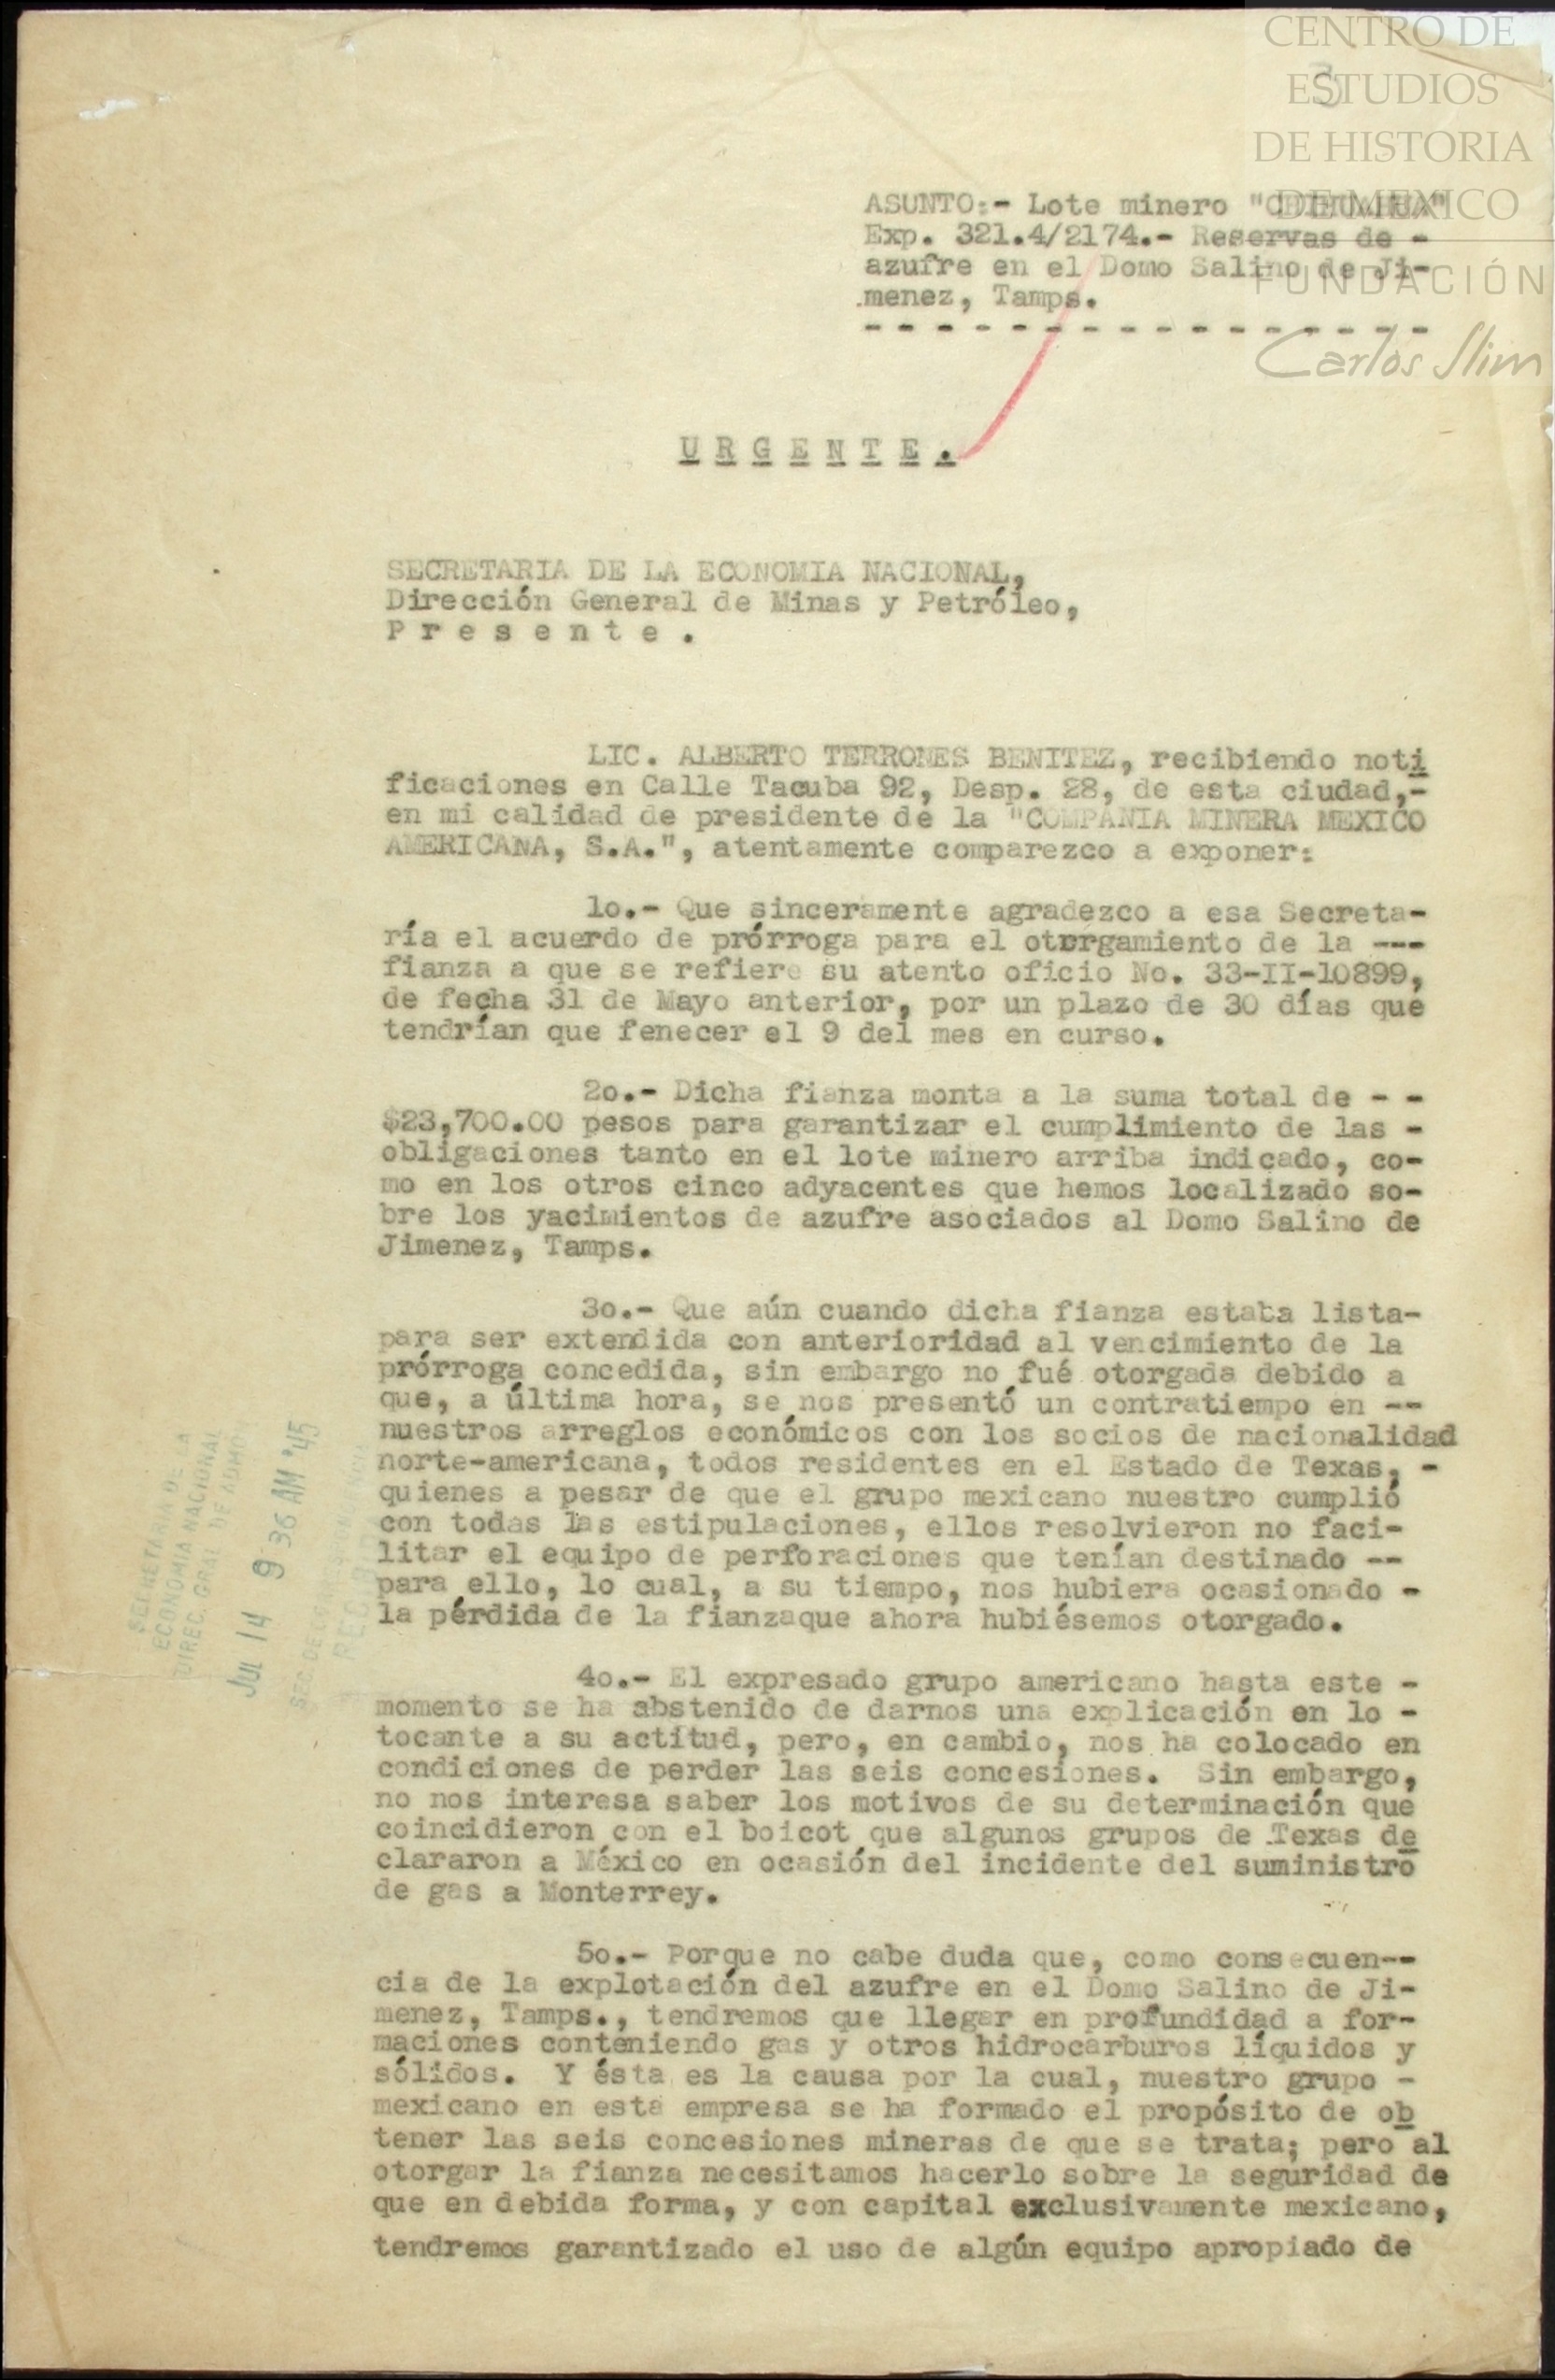 CENTRO DE
ESTUDIOS
DE HISTORIA
DE MEXICO
FUNDACIÓN
Carlos Slim
3
ASUNTO:- Lote minero "CHIHUAHUA"
Exp. 321.4/2174.- Reservas de -
azufre en el Domo Salino de Ji-
menez, Tamps.
- - - - - - - - - - - - - - - -
U R G E N T E .
SECRETARIA DE LA ECONOMIA NACIONAL,
Dirección General de Minas y Petróleo,
P r e s e n t e .
LIC. ALBERTO TERRONES BENITEZ, recibiendo noti
ficaciones en Calle Tacuba 92, Desp. 28, de esta ciudad,-
en mi calidad de presidente de la "COMPANIA MINERA MEXICO
AMERICANA, S.A.", atentamente comparezco a exponer:
1o.- Que sinceramente agradezco a esa Secreta-
ría el acuerdo de prórroga para el otorgamiento de la ---
fianza a que se refiere su atento oficio No. 33-II-10899,
de fecha 31 de Mayo anterior, por un plazo de 30 días que
tendrían que fenecer el 9 del mes en curso.
2o.- Dicha fianza monta a la suma total de - -
$23,700.00 pesos para garantizar el cumplimiento de las -
obligaciones tanto en el lote minero arriba indicado, co-
mo en los otros cinco adyacentes que hemos localizado so-
bre los yacimientos de azufre asociados al Domo Salino de
Jimenez, Tamps.
3o.- Que aún cuando dicha fianza estaba lista-
para ser extendida con anterioridad al vencimiento de la
prórroga concedida, sin embargo no fué otorgada debido a
que, a última hora, se nos presentó un contratiempo en --
nuestros arreglos económicos con los socios de nacionalidad
norte-americana, todos residentes en el Estado de Texas, -
quienes a pesar de que el grupo mexicano nuestro cumplió
con todas las estipulaciones, ellos resolvieron no faci-
litar el equipo de perforaciones que tenían destinado --
para ello, lo cual, a su tiempo, nos hubiera ocasionado -
la pérdida de la fianzaque ahora hubiésemos otorgado.
4o.- El expresado grupo americano hasta este -
momento se ha abstenido de darnos una explicación en lo -
tocante a su actitud, pero, en cambio, nos ha colocado en
condiciones de perder las seis concesiones. Sin embargo,
no nos interesa saber los motivos de su determinación que
coincidieron con el boicot que algunos grupos de Texas de
clararon a México en ocasión del incidente del suministro
de gas a Monterrey.
5o.- Porque no cabe duda que, como consecuen--
cia de la explotación del azufre en el Domo Salino de Ji-
menez, Tamps., tendremos que llegar en profundidad a for-
maciones conteniendo gas y otros hidrocarburos líquidos y
sólidos. Y ésta es la causa por la cual, nuestro grupo -
mexicano en esta empresa se ha formado el propósito de ob
tener las seis concesiones mineras de que se trata; pero al
otorgar la fianza necesitamos hacerlo sobre la seguridad de
que en debida forma, y con capital exclusivamente mexicano,
tendremos garantizado el uso de algún equipo apropiado de
SECRETARIA DE LA
ECONOMIA NACIONAL
DIREC. GRAL. DE ADMON
JUL 14 9 36 AM '45